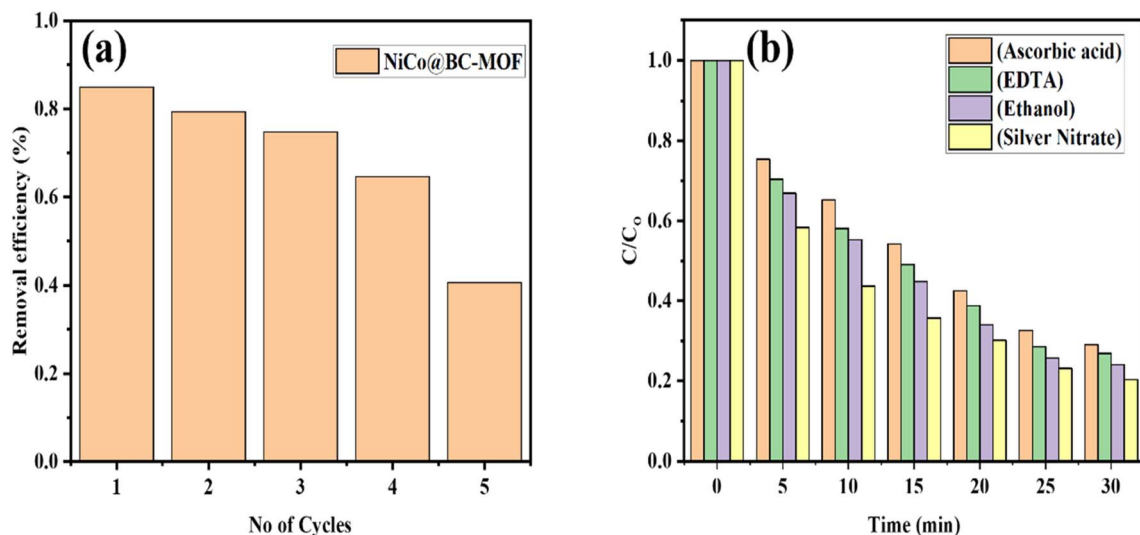 (a)
NiCo@BC-MOF
Removal efficiency (%)
1.0
0.8
0.6
0.4
0.2
0.0
1 2 3 4 5
No of Cycles
(b)
(Ascorbic acid)
(EDTA)
(Ethanol)
(Silver Nitrate)
C/Co
1.0
0.8
0.6
0.4
0.2
0.0
0 5 10 15 20 25 30
Time (min)